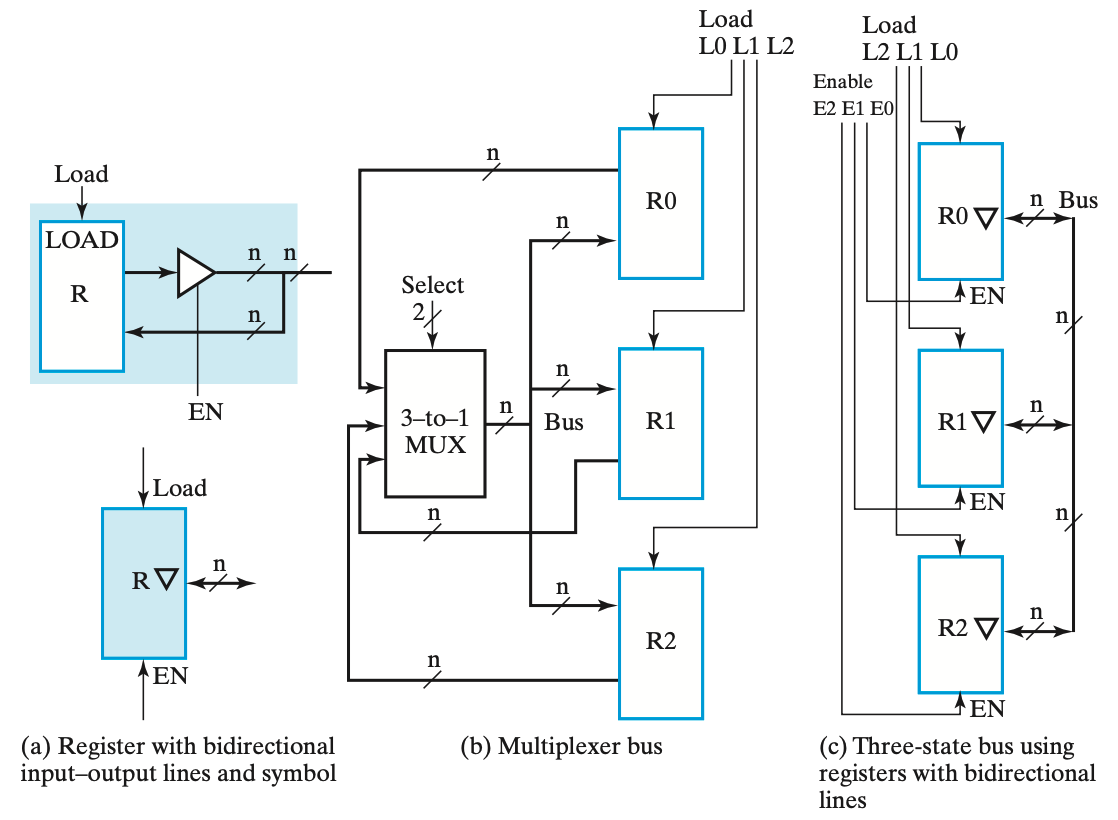 Load
LOAD
R
n
n
n
EN
Load
R
n
EN
(a) Register with bidirectional
input–output lines and symbol
Load
L0 L1 L2
n
R0
n
Select
2
3–to–1
MUX
n
n
Bus
R1
n
n
R2
n
(b) Multiplexer bus
Load
L2 L1 L0
Enable
E2 E1 E0
R0
n
Bus
EN
n
R1
n
EN
n
R2
n
EN
(c) Three-state bus using
registers with bidirectional
lines